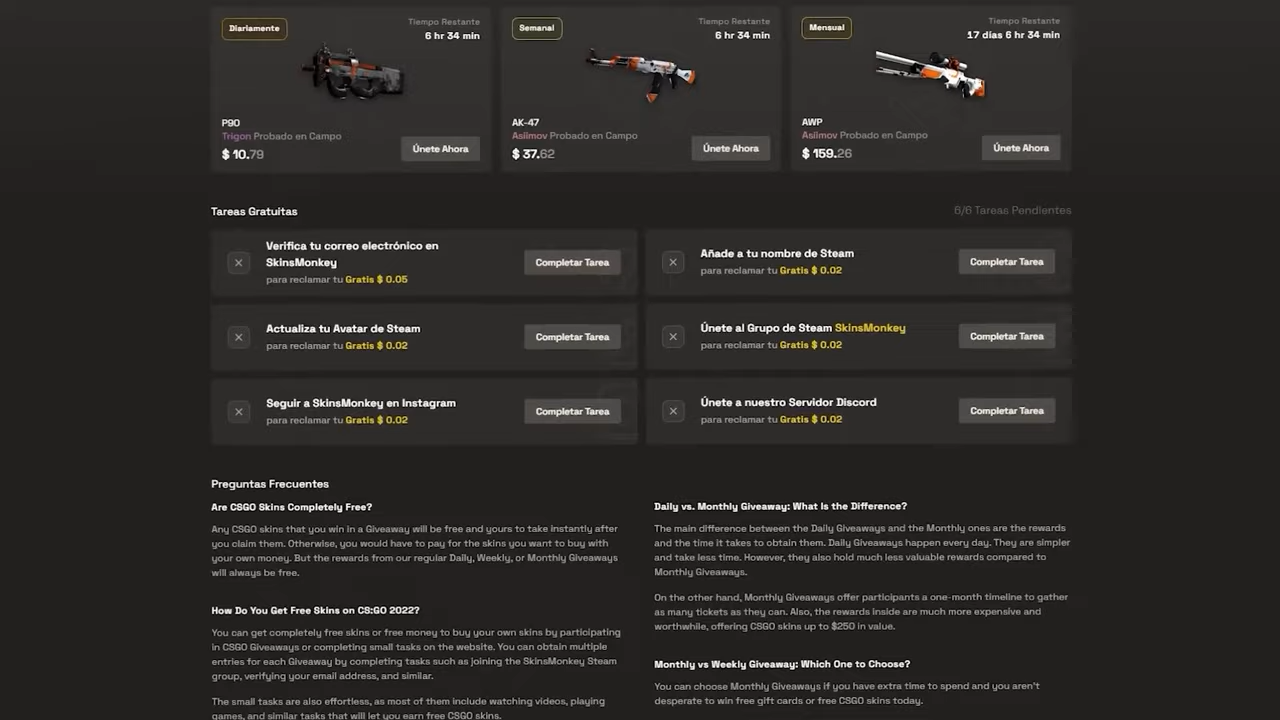 Diariamente
Tiempo Restante
6 hr 34 min
P90
Trigon Probado en Campo
$ 10.79
Únete Ahora
Semanal
Tiempo Restante
6 hr 34 min
AK-47
Asiimov Probado en Campo
$ 37.62
Únete Ahora
Mensual
Tiempo Restante
17 días 6 hr 34 min
AWP
Asiimov Probado en Campo
$ 159.26
Únete Ahora
Tareas Gratuitas
6/6 Tareas Pendientes
Verifica tu correo electrónico en
SkinsMonkey
para reclamar tu Gratis $ 0.05
Completar Tarea
Añade a tu nombre de Steam
para reclamar tu Gratis $ 0.02
Completar Tarea
Actualiza tu Avatar de Steam
para reclamar tu Gratis $ 0.02
Completar Tarea
Únete al Grupo de Steam SkinsMonkey
para reclamar tu Gratis $ 0.02
Completar Tarea
Seguir a SkinsMonkey en Instagram
para reclamar tu Gratis $ 0.02
Completar Tarea
Únete a nuestro Servidor Discord
para reclamar tu Gratis $ 0.02
Completar Tarea
Preguntas Frecuentes
Are CSGO Skins Completely Free?
Any CSGO skins that you win in a Giveaway will be free and yours to take instantly after
you claim them. Otherwise, you would have to pay for the skins you want to buy with
your own money. But the rewards from our regular Daily, Weekly, or Monthly Giveaways
will always be free.
How Do You Get Free Skins on CS:GO 2022?
You can get completely free skins or free money to buy your own skins by participating
in CSGO Giveaways or completing small tasks on the website. You can obtain multiple
entries for each Giveaway by completing tasks such as joining the SkinsMonkey Steam
group, verifying your email address, and similar.
The small tasks are also effortless, as most of them include watching videos, playing
games, and similar tasks that will let you earn free CSGO skins.
Daily vs. Monthly Giveaway: What Is the Difference?
The main difference between the Daily Giveaways and the Monthly ones are the rewards
and the time it takes to obtain them. Daily Giveaways happen every day. They are simpler
and take less time. However, they also hold much less valuable rewards compared to
Monthly Giveaways.
On the other hand, Monthly Giveaways offer participants a one-month timeline to gather
as many tickets as they can. Also, the rewards inside are much more expensive and
worthwhile, offering CSGO skins up to $250 in value.
Monthly vs Weekly Giveaway: Which One to Choose?
You can choose Monthly Giveaways if you have extra time to spend and you aren't
desperate to win free gift cards or free CSGO skins today.